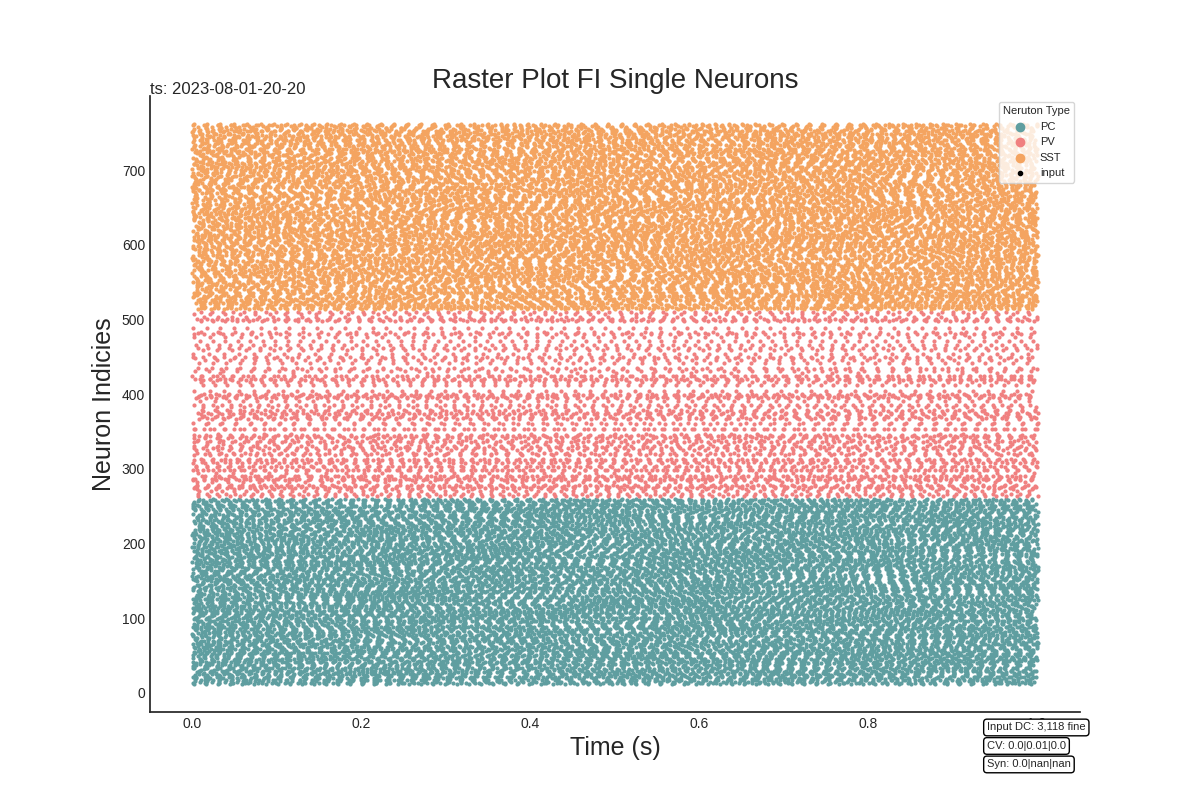 Raster Plot FI Single Neurons
ts: 2023-08-01-20-20
Neruton Type
PC
PV
SST
input
Neuron Indicies
700
600
500
400
300
200
100
0
0.0 0.2 0.4 0.6 0.8
Time (s)
Input DC: 3,118 fine
CV: 0.0|0.01|0.0
Syn: 0.0|nan|nan